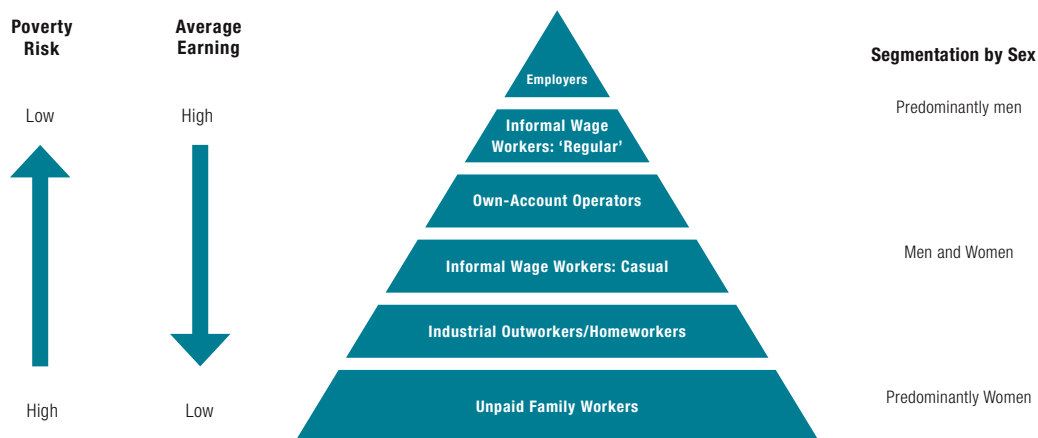 Poverty
Risk
Average
Earning
Segmentation by Sex
Low
High
Employers
Predominantly men
Informal Wage
Workers: ‘Regular’
Own-Account Operators
Men and Women
Informal Wage Workers: Casual
Industrial Outworkers/Homeworkers
High
Low
Unpaid Family Workers
Predominantly Women